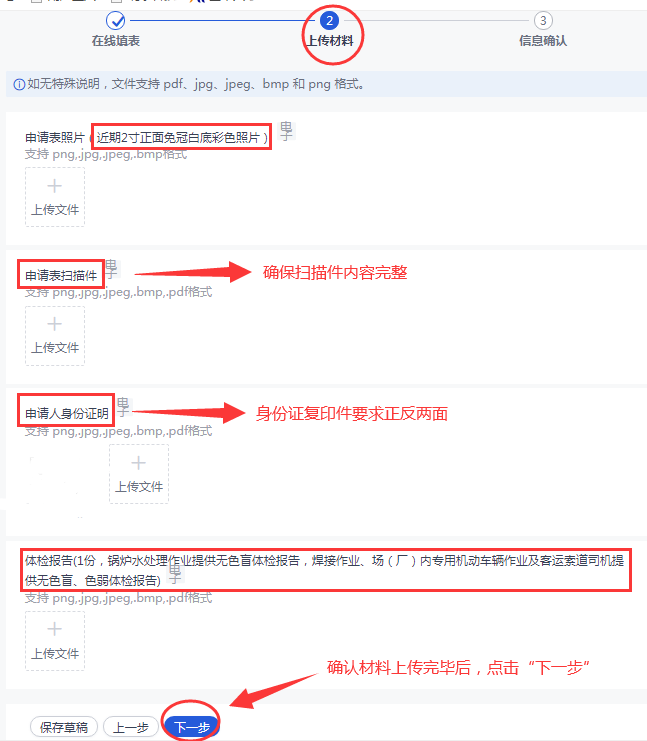 2
3
在线填表
上传材料
信息确认
如无特殊说明，文件支持 pdf、jpg、jpeg、bmp 和 png 格式。
申请表照片（近期2寸正面免冠白底彩色照片） 电子
支持 png,.jpg,.jpeg,.bmp格式
上传文件
申请表扫描件 电子
确保扫描件内容完整
支持 png,.jpg,.jpeg,.bmp,.pdf格式
上传文件
申请人身份证明 电子
身份证复印件要求正反两面
支持 png,.jpg,.jpeg,.bmp,.pdf格式
上传文件
体检报告(1份，锅炉水处理作业提供无色盲体检报告，焊接作业、场（厂）内专用机动车辆作业及客运索道司机提
供无色盲、色弱体检报告) 电子
支持 png,.jpg,.jpeg,.bmp,.pdf格式
上传文件
确认材料上传完毕后，点击“下一步”
保存草稿
上一步
下一步